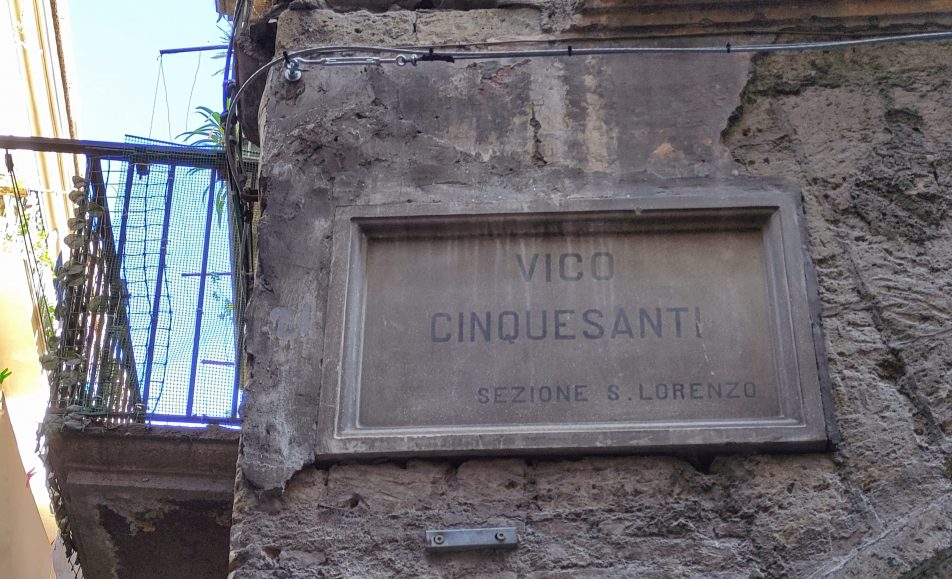 VICO
CINQUESANTI
SEZIONE S. LORENZO